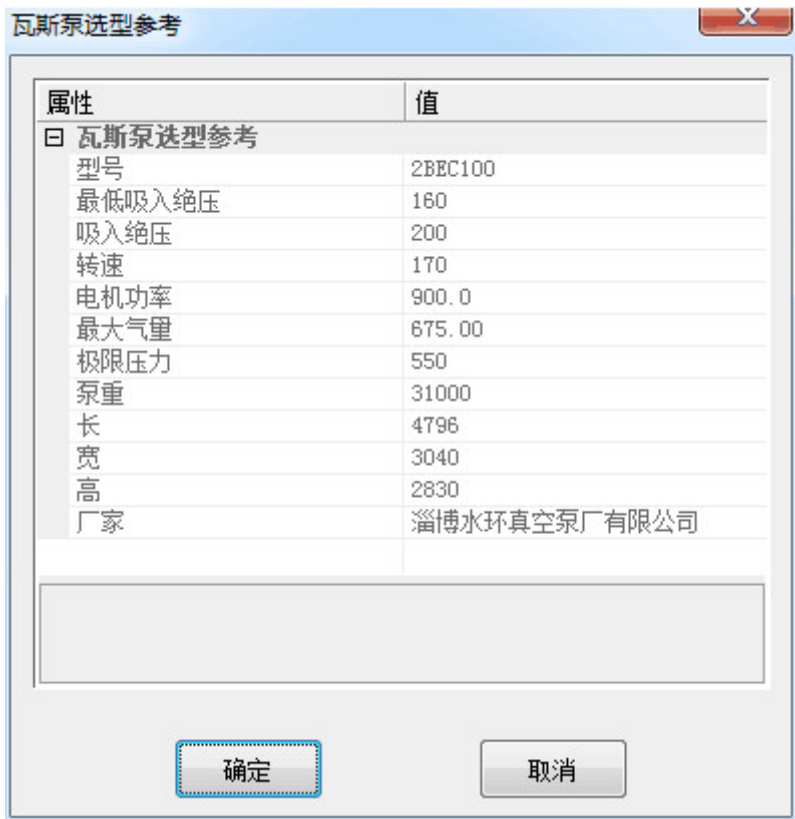 瓦斯泵选型参考
属性 值
瓦斯泵选型参考
型号 2BEC100
最低吸入绝压 160
吸入绝压 200
转速 170
电机功率 900.0
最大气量 675.00
极限压力 550
泵重 31000
长 4796
宽 3040
高 2830
厂家 淄博水环真空泵厂有限公司
确定 取消